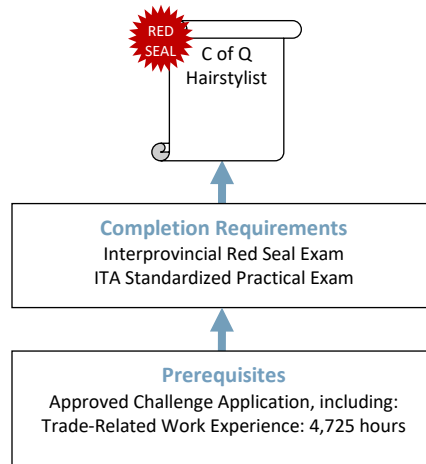 RED
SEAL
C of Q
Hairstylist
Completion Requirements
Interprovincial Red Seal Exam
ITA Standardized Practical Exam
Prerequisites
Approved Challenge Application, including:
Trade-Related Work Experience: 4,725 hours